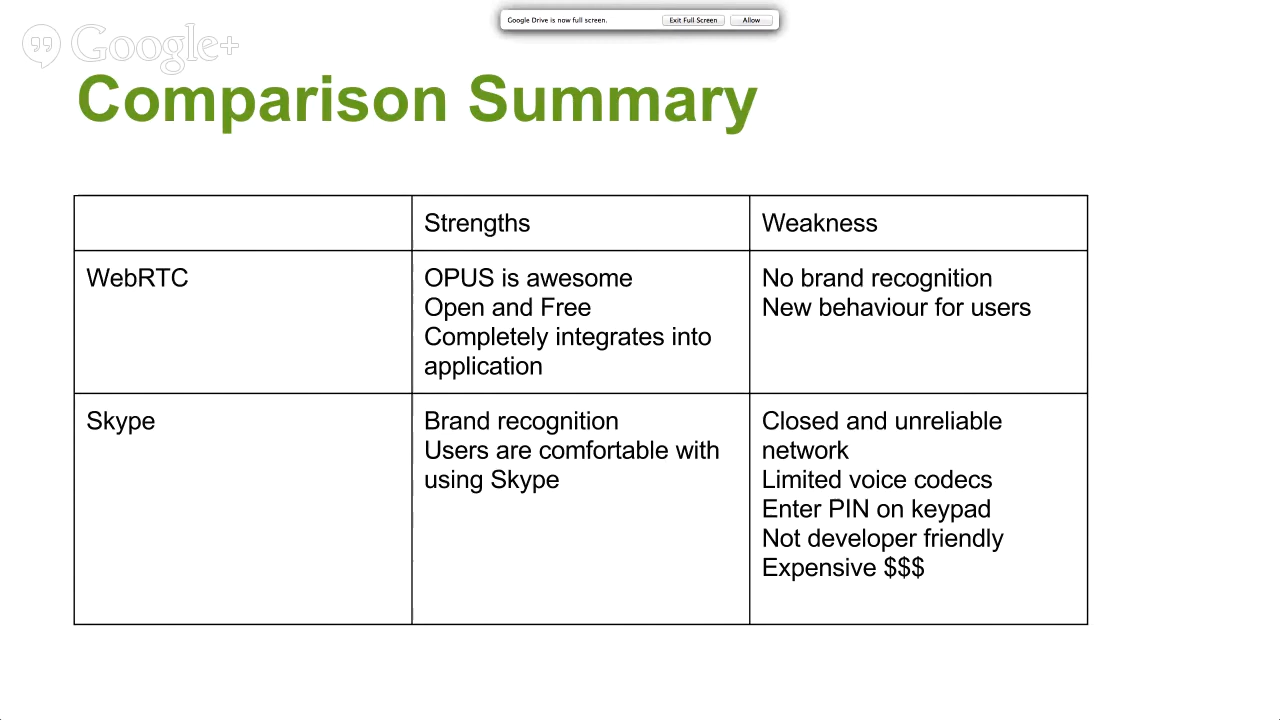 Google Drive is now full screen. Exit Full Screen Allow
Google+
Comparison Summary
Strengths Weakness
WebRTC
OPUS is awesome
Open and Free
Completely integrates into
application
No brand recognition
New behaviour for users
Skype
Brand recognition
Users are comfortable with
using Skype
Closed and unreliable
network
Limited voice codecs
Enter PIN on keypad
Not developer friendly
Expensive $$$